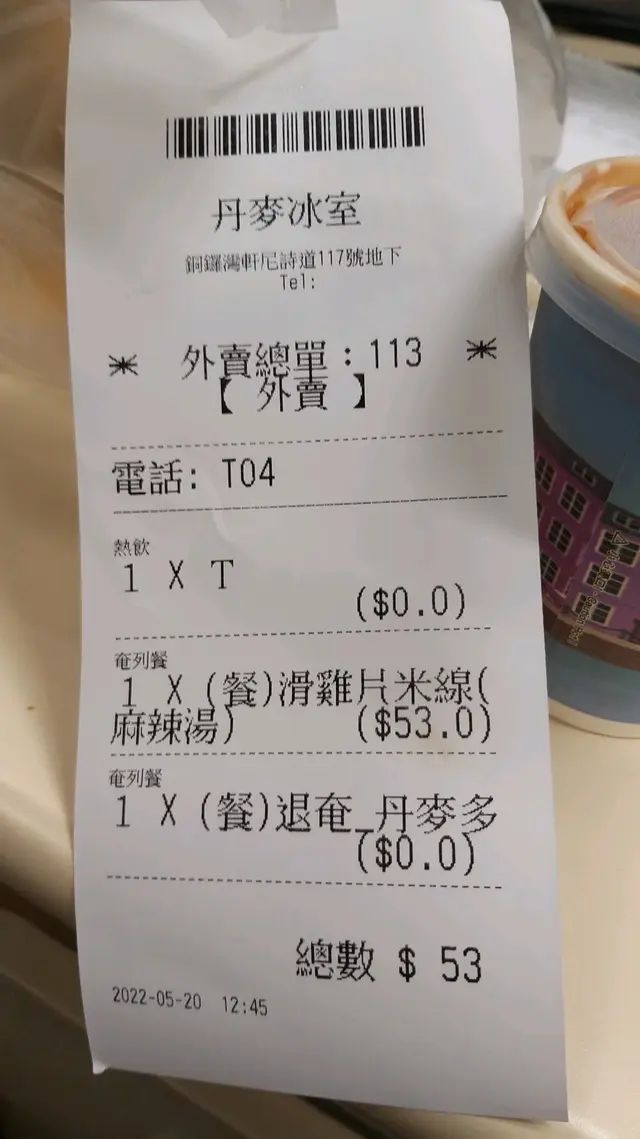 丹麥冰室
銅鑼灣軒尼詩道117號地下
Tel:
* 外賣總單：113 *
【 外賣 】
電話: T04
熱飲
1 X T
($0.0)
奄列餐
1 X (餐)滑雞片米線(
麻辣湯) ($53.0)
奄列餐
1 X (餐)退奄_丹麥多
($0.0)
總數 $ 53
2022-05-20 12:45